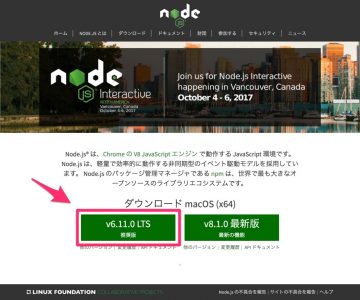 node
JS
ホーム NODE.JS とは ダウンロード ドキュメント 財団 参加する セキュリティ ニュース
node
JS Interactive
NORTH AMERICA
Vancouver, Canada
October 4-6, 2017
Join us for Node.js Interactive
happening in Vancouver, Canada
October 4 - 6, 2017
Node.js® は、Chrome の V8 JavaScript エンジン で動作する JavaScript 環境です。
Node.js は、軽量で効率的に動作する非同期型のイベント駆動モデルを採用してい
ます。 Node.js のパッケージ管理マネージャである npm は、世界で最も大きなオ
ープンソースのライブラリエコシステムです。
ダウンロード macOS (x64)
v6.11.0 LTS
推奨版
v8.1.0 最新版
最新の機能
他のバージョン | 変更履歴 | API ドキュメント
他のバージョン | 変更履歴 | API ドキュメント
LINUX FOUNDATION COLLABORATIVE PROJECTS
Node.js の不具合を報告 | サイトの不具合を報告 | ヘルプ